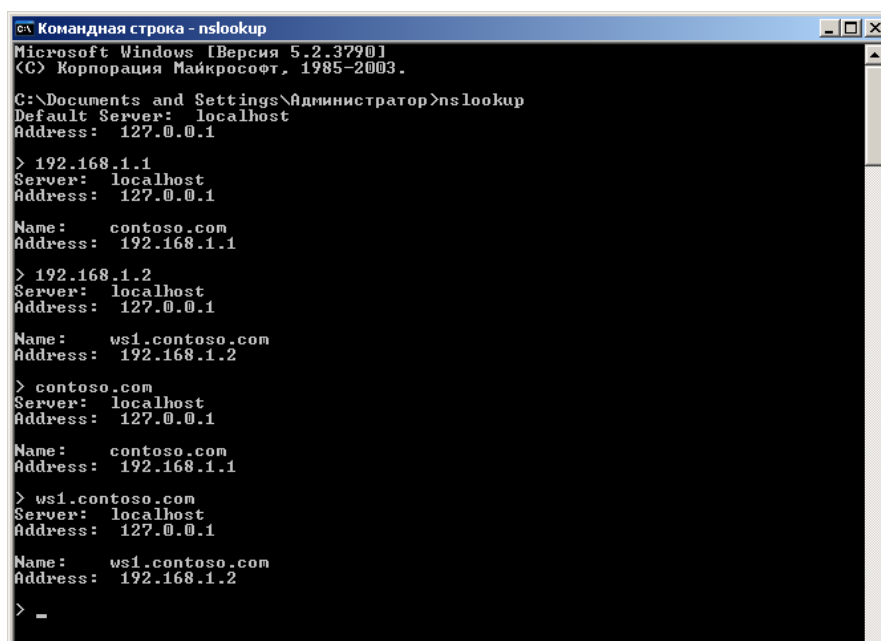 Командная строка - nslookup
Microsoft Windows [Версия 5.2.3790]
(C) Корпорация Майкрософт, 1985-2003.
C:\Documents and Settings\Администратор>nslookup
Default Server:  localhost
Address:  127.0.0.1
> 192.168.1.1
Server:  localhost
Address:  127.0.0.1
Name:    contoso.com
Address:  192.168.1.1
> 192.168.1.2
Server:  localhost
Address:  127.0.0.1
Name:    ws1.contoso.com
Address:  192.168.1.2
> contoso.com
Server:  localhost
Address:  127.0.0.1
Name:    contoso.com
Address:  192.168.1.1
> ws1.contoso.com
Server:  localhost
Address:  127.0.0.1
Name:    ws1.contoso.com
Address:  192.168.1.2
> _